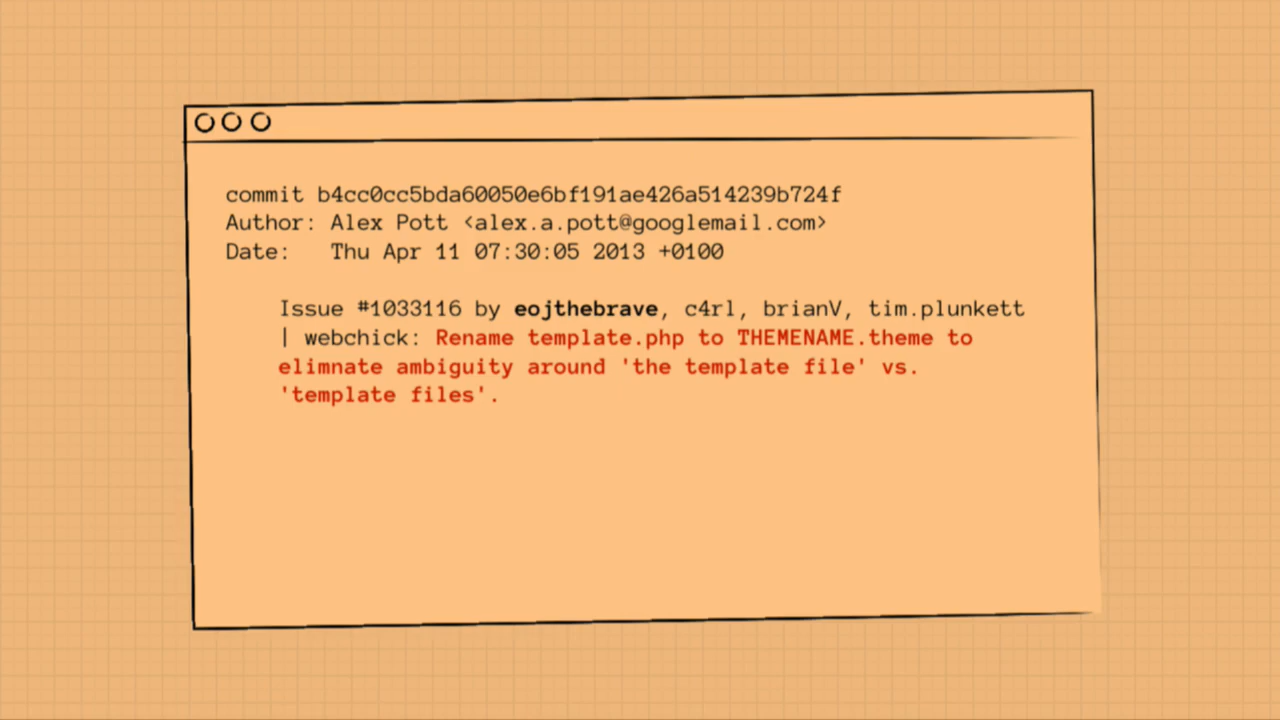 commit b4cc0cc5bda60050e6bf191ae426a514239b724f
Author: Alex Pott <alex.a.pott@googlemail.com>
Date:   Thu Apr 11 07:30:05 2013 +0100
Issue #1033116 by eojthebrave, c4rl, brianV, tim.plunkett
| webchick: Rename template.php to THEMENAME.theme to
elimnate ambiguity around 'the template file' vs.
'template files'.